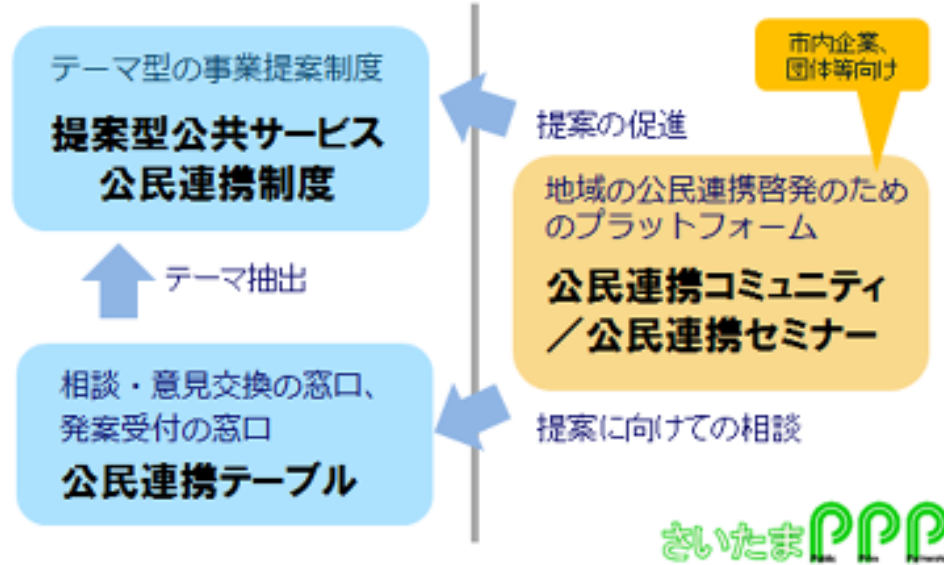 テーマ型の事業提案制度
提案型公共サービス
公民連携制度
テーマ抽出
相談・意見交換の窓口、
発案受付の窓口
公民連携テーブル
市内企業、
団体等向け
提案の促進
地域の公民連携啓発のため
のプラットフォーム
公民連携コミュニティ
／公民連携セミナー
提案に向けての相談
さいたまPPP